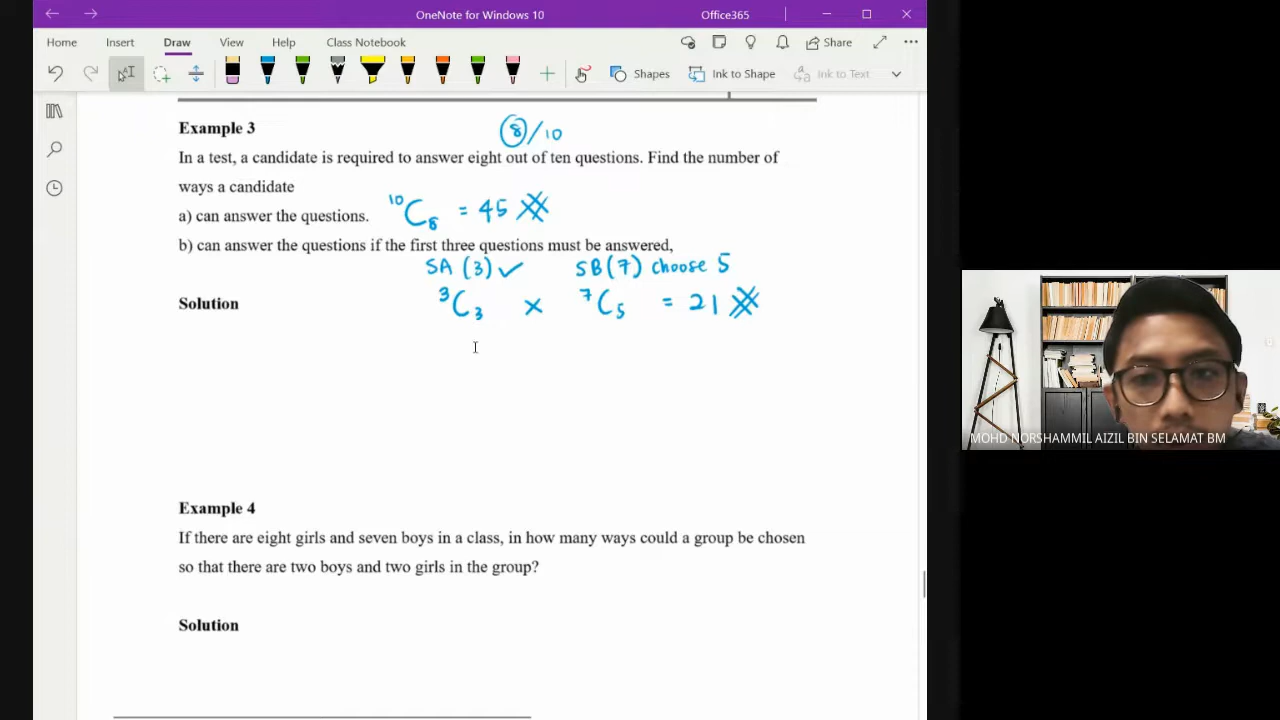 OneNote for Windows 10
Office365
Home Insert Draw View Help Class Notebook
Share
Shapes Ink to Shape Ink to Text
Example 3
8/10
In a test, a candidate is required to answer eight out of ten questions. Find the number of
ways a candidate
a) can answer the questions. ¹⁰C₈ = 45
b) can answer the questions if the first three questions must be answered,
SA (3) ✓ SB (7) choose 5
Solution ³C₃ × ⁷C₅ = 21
Example 4
If there are eight girls and seven boys in a class, in how many ways could a group be chosen
so that there are two boys and two girls in the group?
Solution
MOHD NORSHAMMIL AIZIL BIN SELAMAT BM